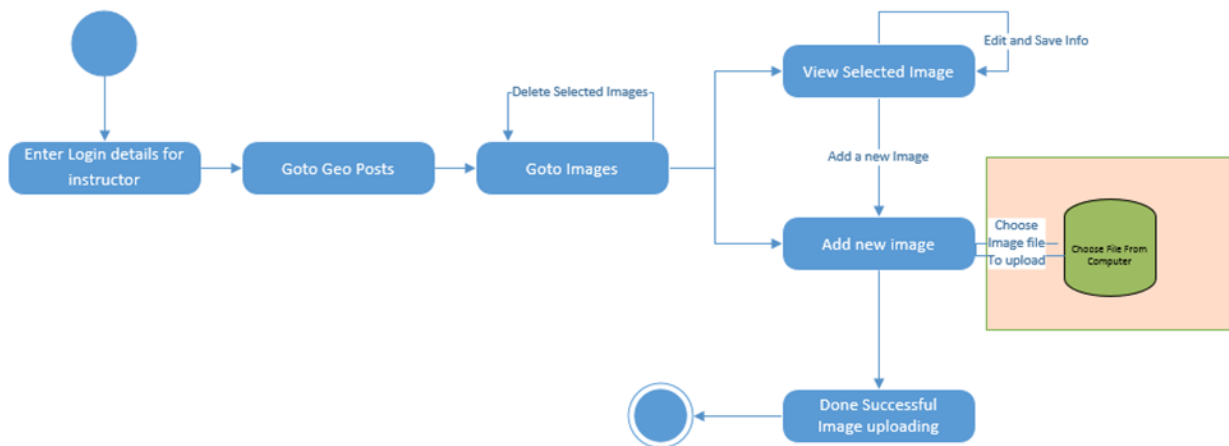 Edit and Save Info
View Selected Image
Delete Selected Images
Enter Login details for
instructor
Goto Geo Posts
Goto Images
Add a new Image
Add new image
Choose
Image file
To upload
Choose File From
Computer
Done Successful
Image uploading